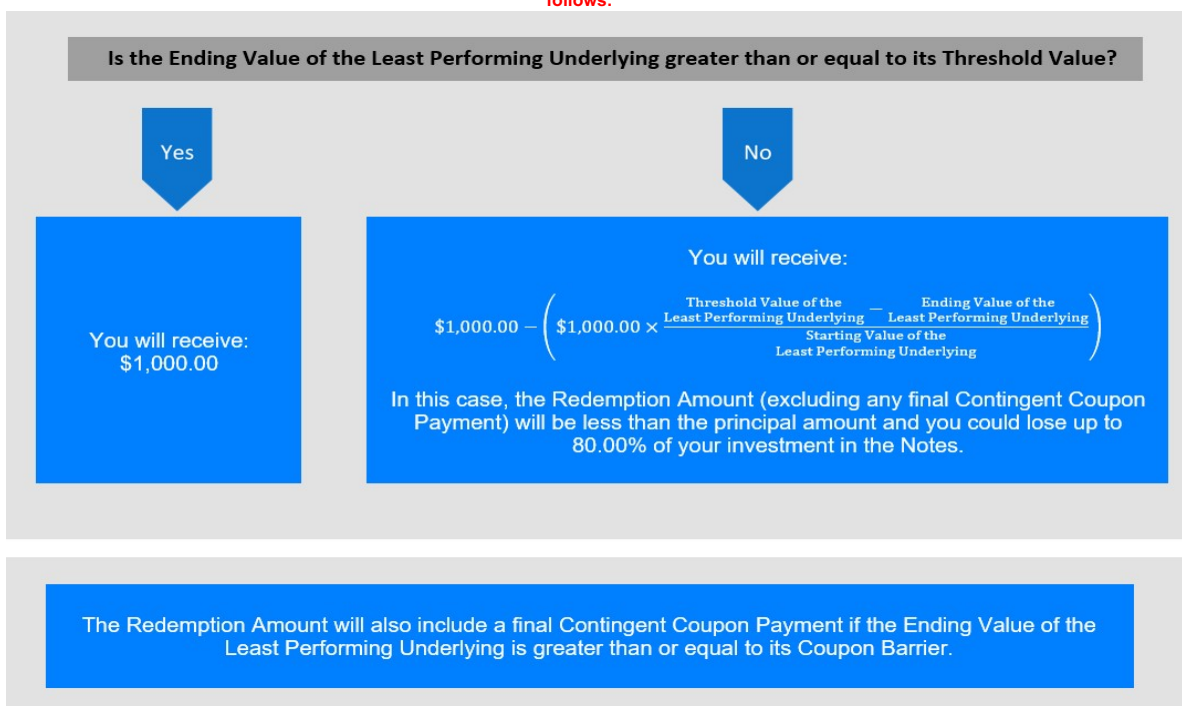 follows:
Is the Ending Value of the Least Performing Underlying greater than or equal to its Threshold Value?
Yes
No
You will receive:
$1,000.00
You will receive:
$1,000.00 − ($1,000.00 × (Threshold Value of the Least Performing Underlying − Ending Value of the Least Performing Underlying) / Starting Value of the Least Performing Underlying)
In this case, the Redemption Amount (excluding any final Contingent Coupon
Payment) will be less than the principal amount and you could lose up to
80.00% of your investment in the Notes.
The Redemption Amount will also include a final Contingent Coupon Payment if the Ending Value of the
Least Performing Underlying is greater than or equal to its Coupon Barrier.